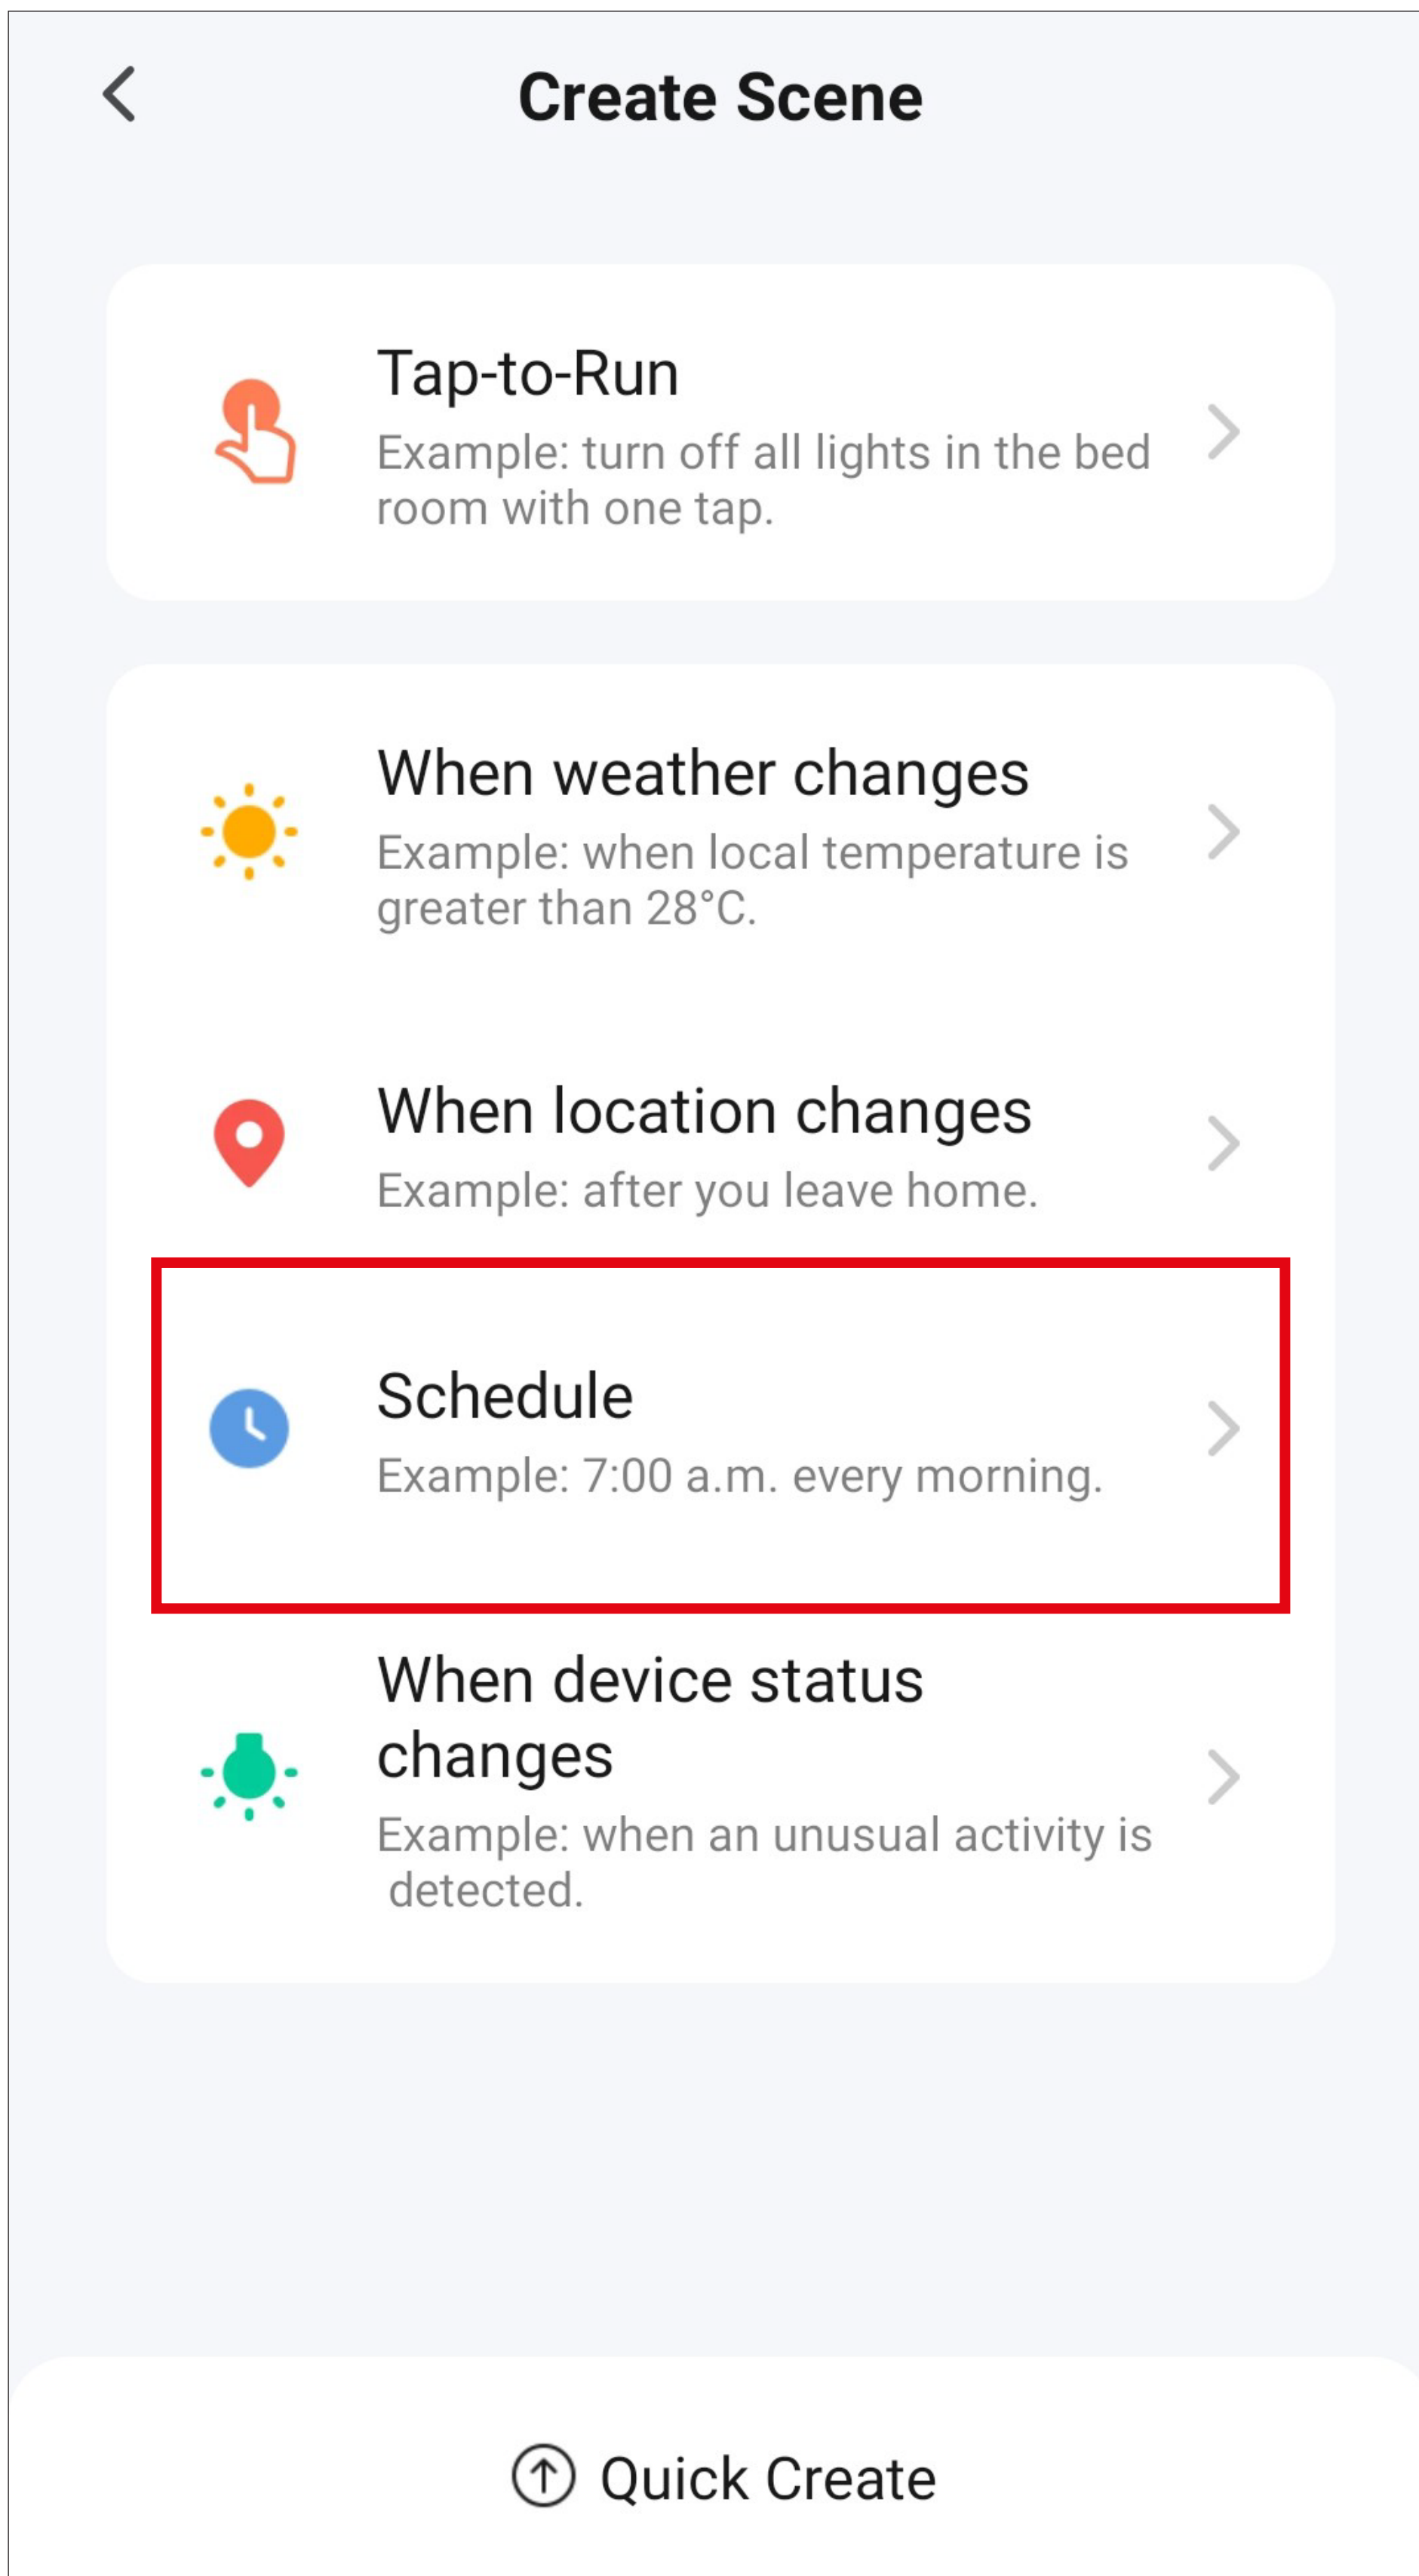 Create Scene
Tap-to-Run
Example: turn off all lights in the bed
room with one tap.
When weather changes
Example: when local temperature is
greater than 28°C.
When location changes
Example: after you leave home.
Schedule
Example: 7:00 a.m. every morning.
When device status
changes
Example: when an unusual activity is
detected.
Quick Create